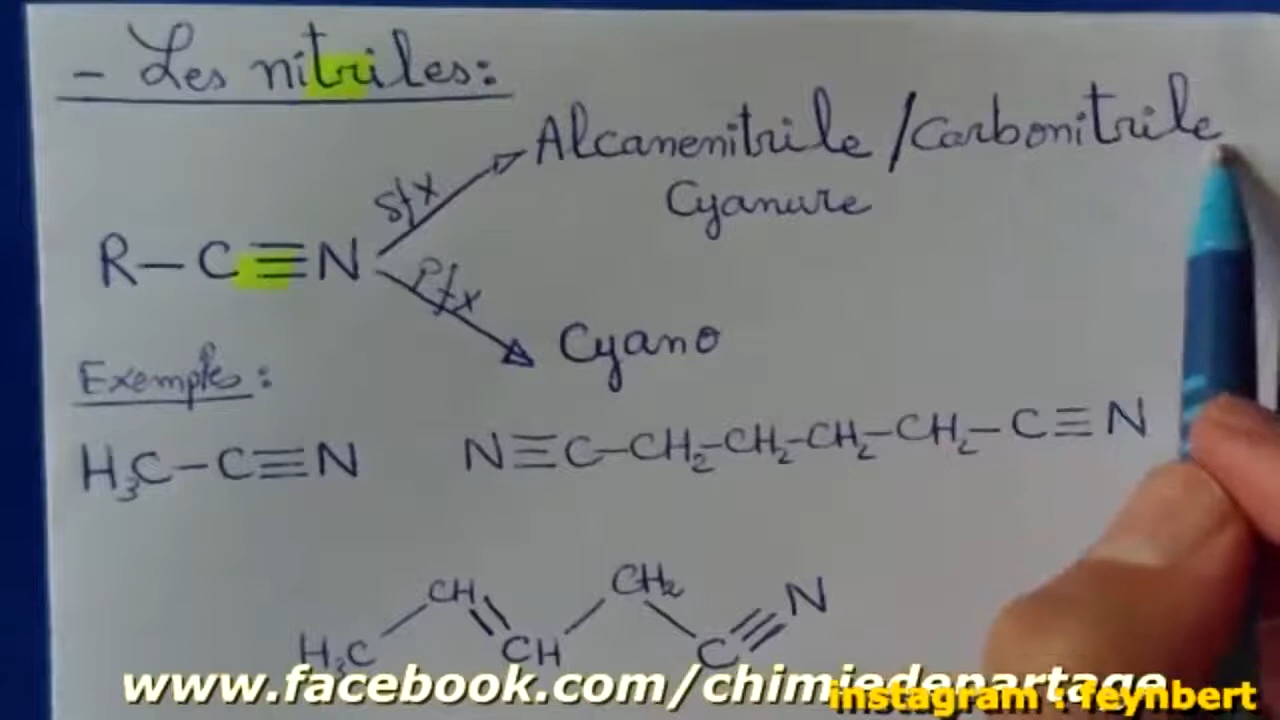 - Les nitriles:
Alcanenitrile / Carbonitrile
Cyanure
Sfx
R-C≡N
Pfx
Cyano
Exemples:
H₃C-C≡N
N≡C-CH₂-CH₂-CH₂-CH₂-C≡N
CH CH₂ N
H₃C CH C
www.facebook.com/chimiedepartage
instagram : feynbert